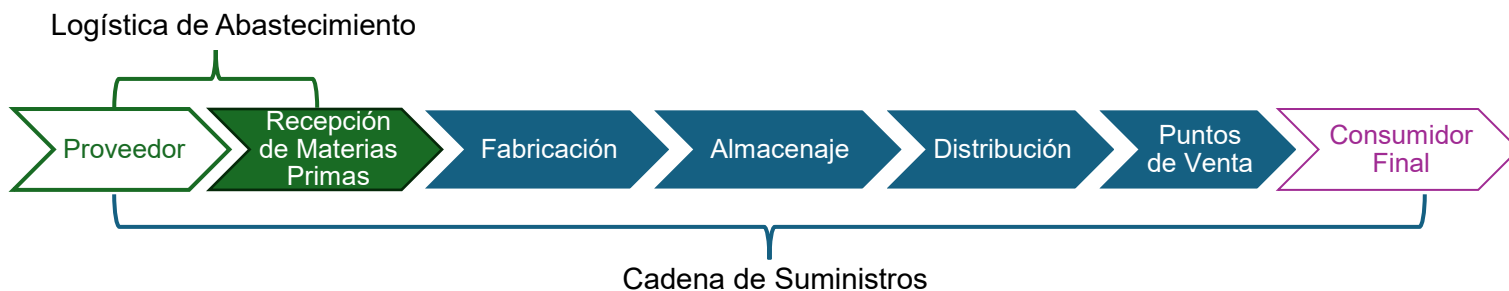 Logística de Abastecimiento
Proveedor
Recepción
de Materias
Primas
Fabricación
Almacenaje
Distribución
Puntos
de Venta
Consumidor
Final
Cadena de Suministros